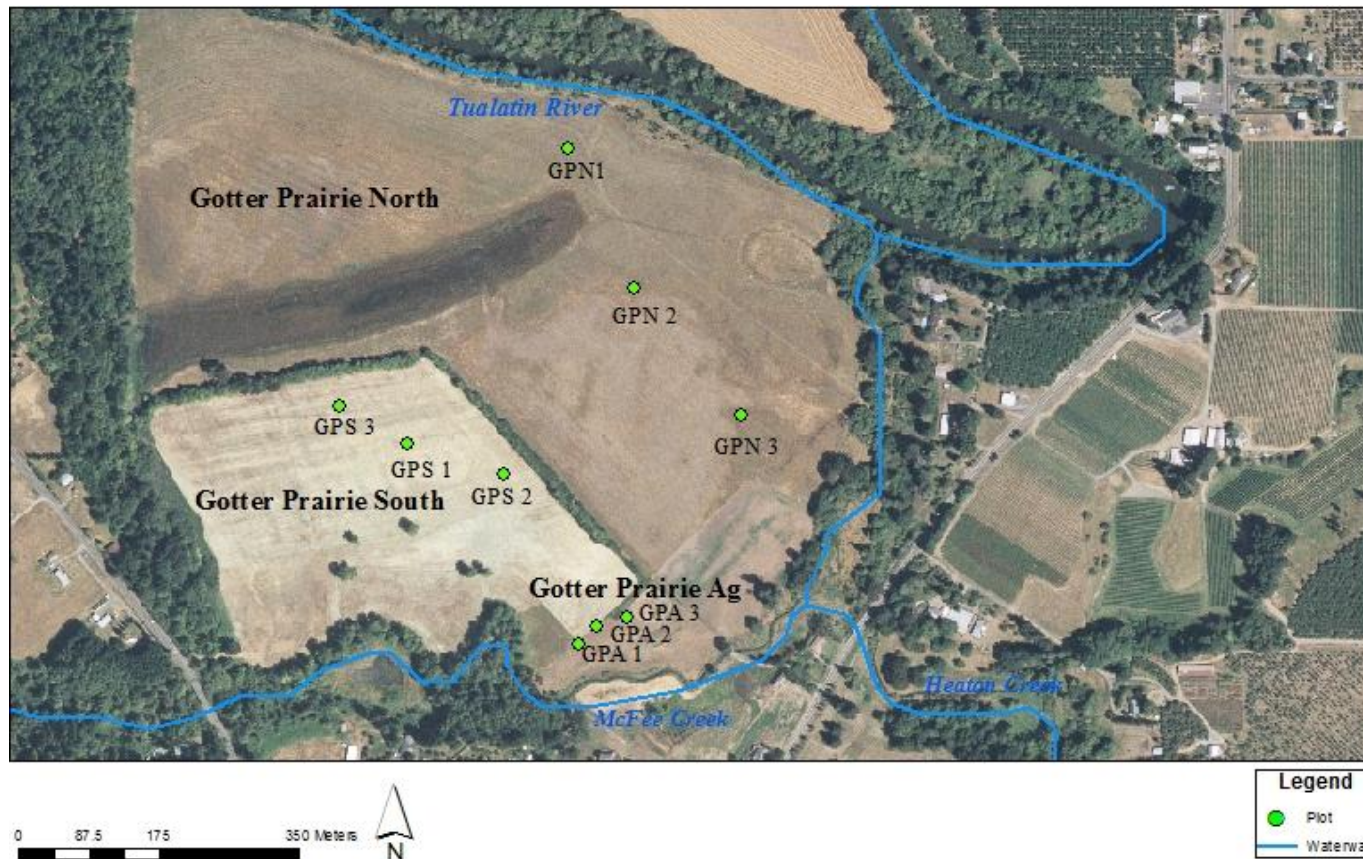 Tualatin River
GPN1
Gotter Prairie North
GPN 2
GPS 3
GPN 3
GPS 1
GPS 2
Gotter Prairie South
Gotter Prairie Ag
GPA 3
GPA 2
GPA 1
Heaton Creek
McFee Creek
0 87.5 175 350 Meters
N
Legend
Plot
Waterwa